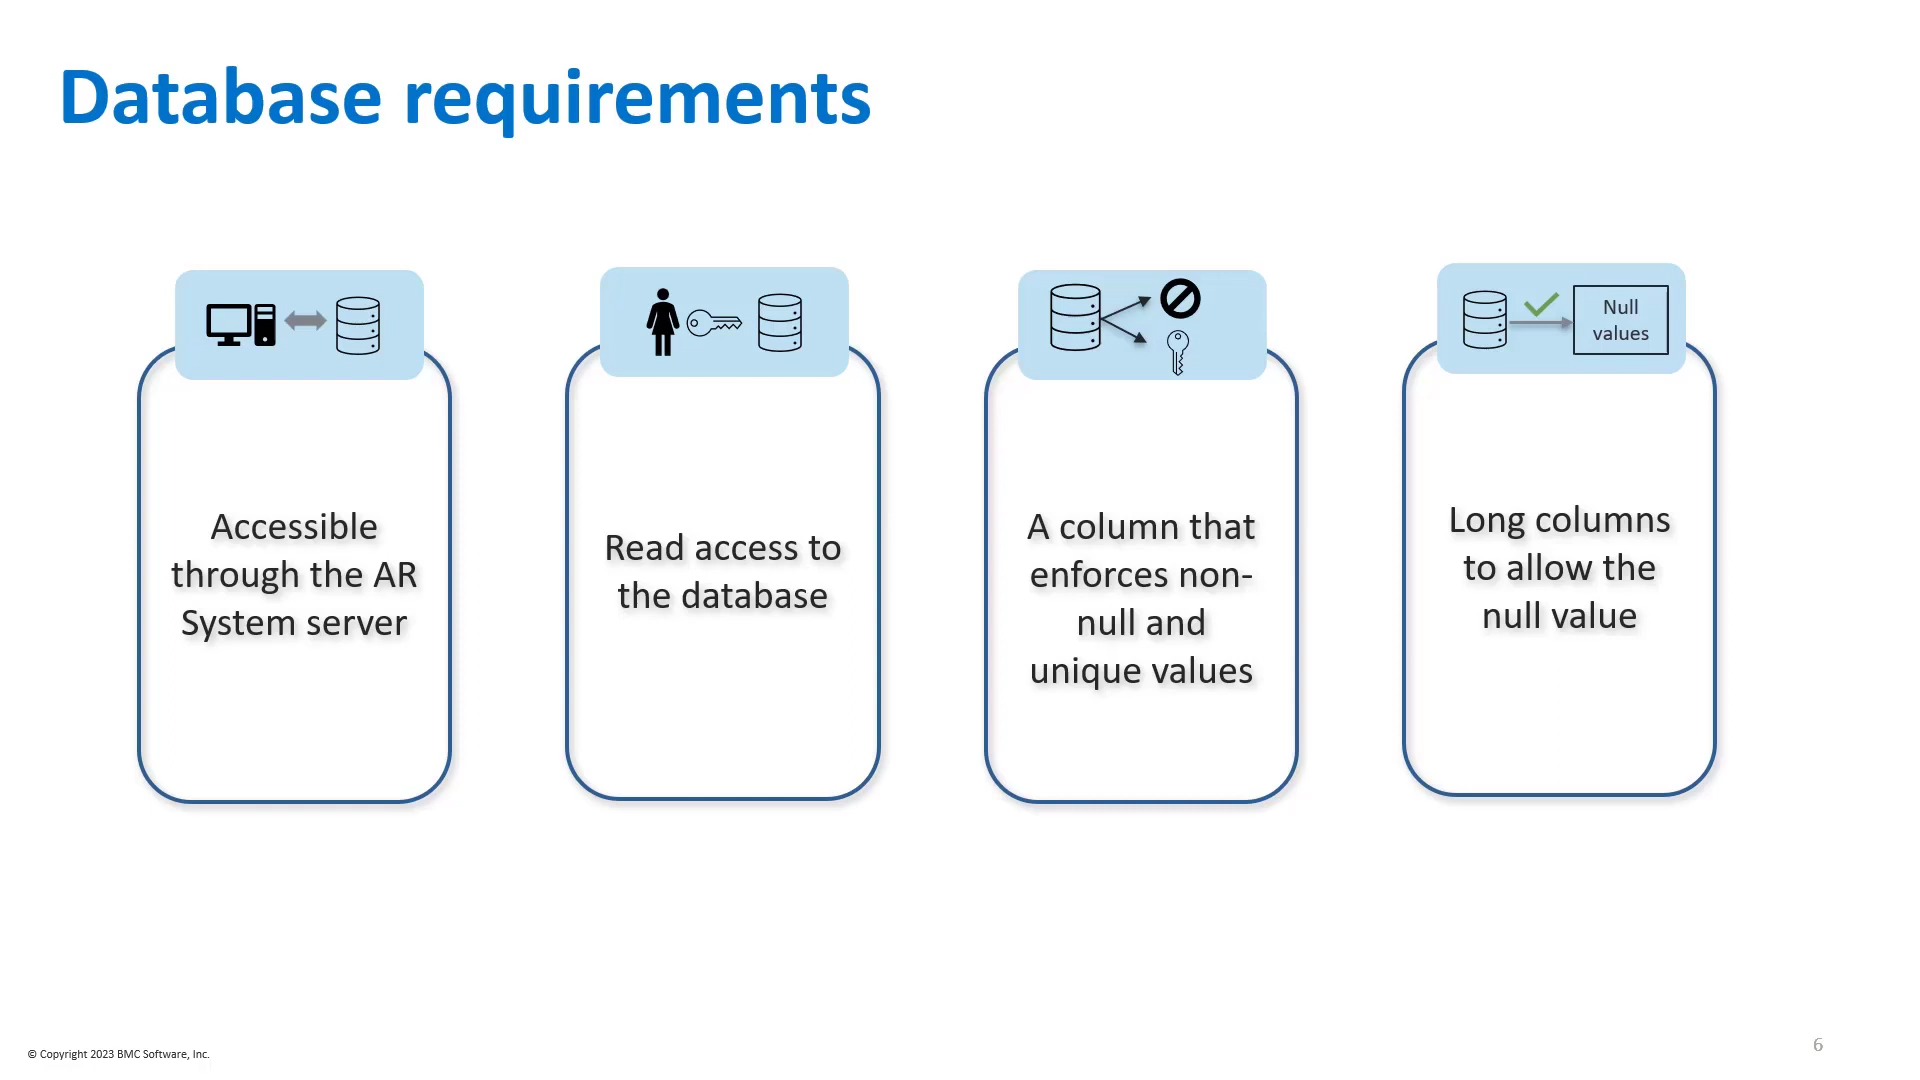 Database requirements
Null
values
Accessible
through the AR
System server
Read access to
the database
A column that
enforces non-
null and
unique values
Long columns
to allow the
null value
© Copyright 2023 BMC Software, Inc.
6